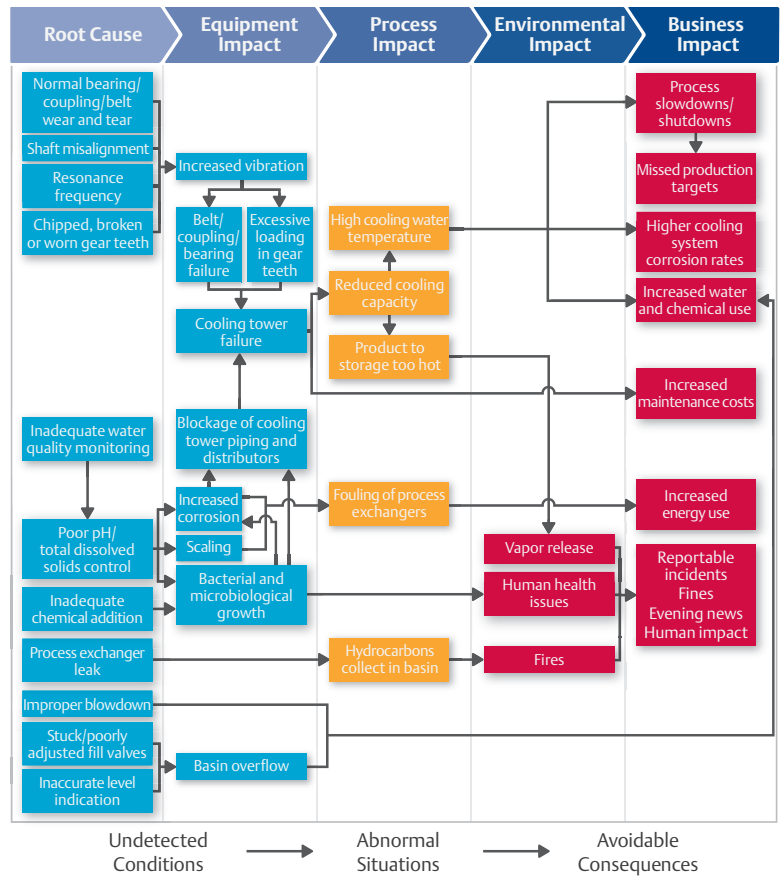 Root Cause
Equipment
Impact
Process
Impact
Environmental
Impact
Business
Impact
Normal bearing/
coupling/belt
wear and tear
Shaft misalignment
Resonance
frequency
Chipped, broken
or worn gear teeth
Inadequate water
quality monitoring
Poor pH/
total dissolved
solids control
Inadequate
chemical addition
Process exchanger
leak
Improper blowdown
Stuck/poorly
adjusted fill valves
Inaccurate level
indication
Increased vibration
Belt/
coupling/
bearing
failure
Excessive
loading
in gear
teeth
Cooling tower
failure
Blockage of cooling
tower piping and
distributors
Increased
corrosion
Scaling
Bacterial and
microbiological
growth
Basin overflow
High cooling water
temperature
Reduced cooling
capacity
Product to
storage too hot
Fouling of process
exchangers
Hydrocarbons
collect in basin
Vapor release
Human health
issues
Fires
Process
slowdowns/
shutdowns
Missed production
targets
Higher cooling
system
corrosion rates
Increased water
and chemical use
Increased
maintenance costs
Increased
energy use
Reportable
incidents
Fines
Evening news
Human impact
Undetected
Conditions
Abnormal
Situations
Avoidable
Consequences